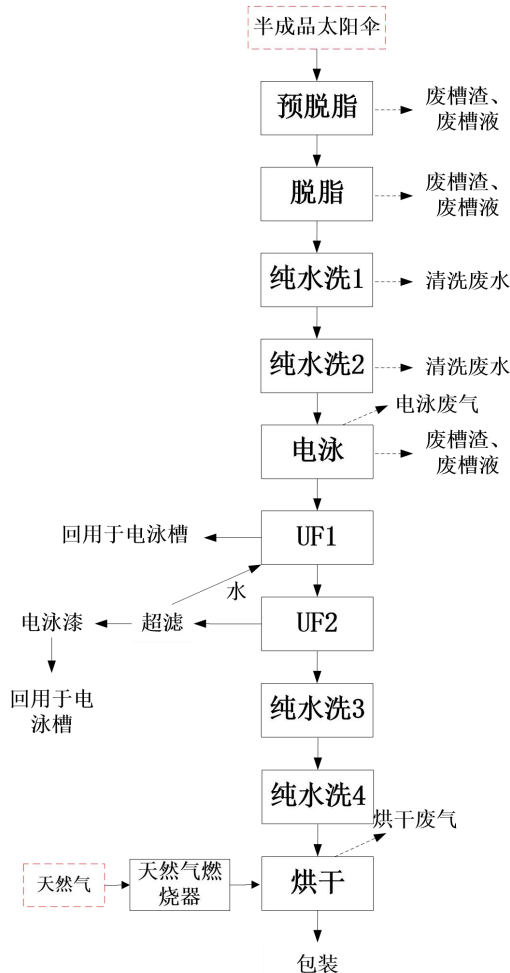 半成品太阳伞
预脱脂
废槽渣、
废槽液
脱脂
废槽渣、
废槽液
纯水洗1
清洗废水
纯水洗2
清洗废水
电泳废气
电泳
废槽渣、
废槽液
回用于电泳槽
UF1
水
电泳漆
超滤
UF2
回用于电
泳槽
纯水洗3
纯水洗4
烘干废气
天然气
天然气燃
烧器
烘干
包装